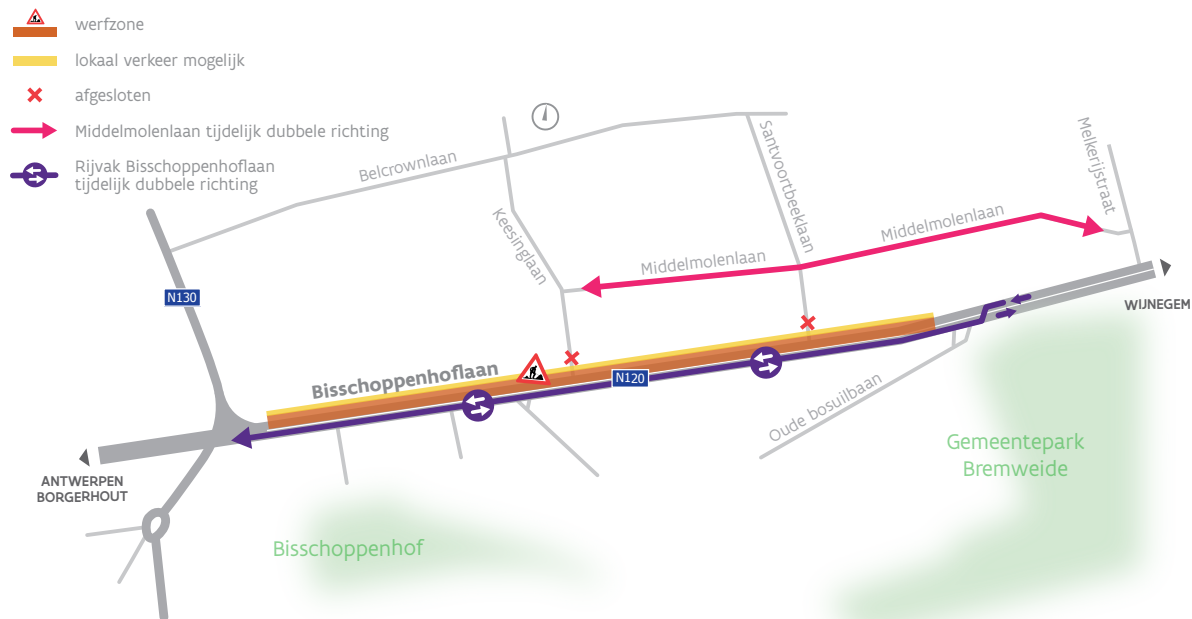 werfzone
lokaal verkeer mogelijk
afgesloten
Middelmolenlaan tijdelijk dubbele richting
Rijvak Bisschoppenhoflaan
tijdelijk dubbele richting
Belcrownlaan
Santvoortbeeklaan
Melkerijstraat
Keesinglaan
Middelmolenlaan
Middelmolenlaan
N130
WIJNEGEM
Bisschoppenhoflaan
N120
Oude bosuilbaan
Gemeentepark
Bremweide
ANTWERPEN
BORGERHOUT
Bisschoppenhof